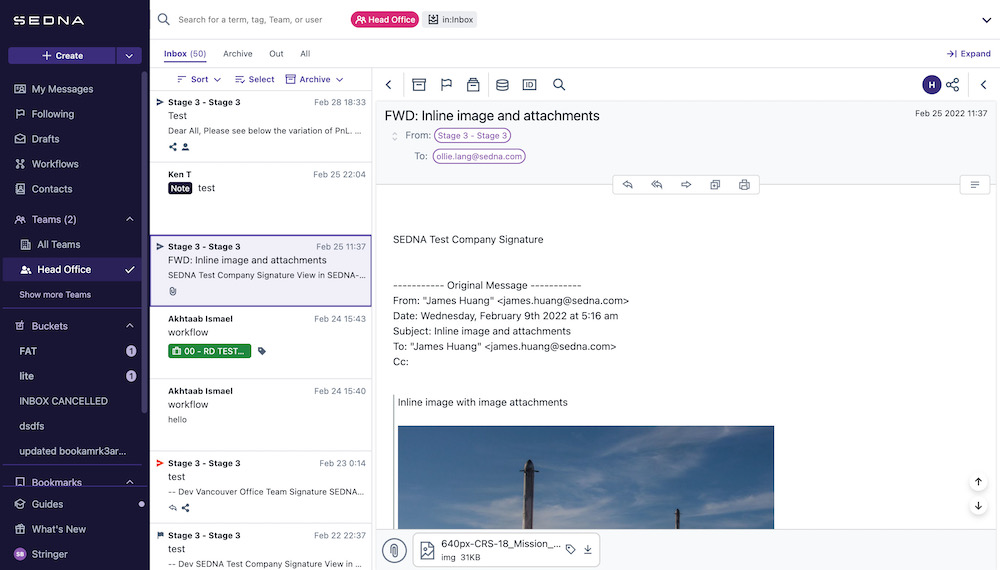 SEDNA
Search for a term, tag, Team, or user
Head Office
in:Inbox
Create
My Messages
Following
Drafts
Workflows
Contacts
Teams (2)
All Teams
Head Office
Show more Teams
Buckets
FAT 1
lite 1
INBOX CANCELLED
dsdfs
updated bookamrk3ar...
Bookmarks
Guides
What's New
SB Stringer
Inbox (50) Archive Out All
Expand
Sort Select Archive
Stage 3 - Stage 3 Feb 28 18:33
Test
Dear All, Please see below the variation of PnL. ...
Ken T Feb 25 22:04
Note test
Stage 3 - Stage 3 Feb 25 11:37
FWD: Inline image and attachments
SEDNA Test Company Signature View in SEDNA-...
Akhtaab Ismael Feb 24 15:43
workflow
00 - RD TEST...
Akhtaab Ismael Feb 24 15:40
workflow
hello
Stage 3 - Stage 3 Feb 23 0:14
test
-- Dev Vancouver Office Team Signature SEDNA...
Stage 3 - Stage 3 Feb 22 22:37
test
-- Dev SEDNA Test Company Signature View in ...
ID
H
FWD: Inline image and attachments
Feb 25 2022 11:37
From: Stage 3 - Stage 3
To: ollie.lang@sedna.com
SEDNA Test Company Signature
----------- Original Message -----------
From: "James Huang" <james.huang@sedna.com>
Date: Wednesday, February 9th 2022 at 5:16 am
Subject: Inline image and attachments
To: "James Huang" <james.huang@sedna.com>
Cc:
Inline image with image attachments
640px-CRS-18_Mission_...
img 31KB